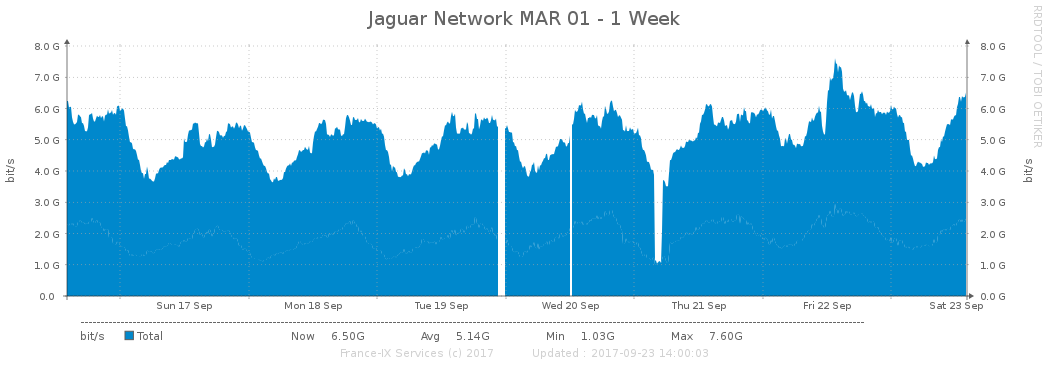 Jaguar Network MAR 01 - 1 Week
RRDTOOL / TOBI OETIKER
8.0 G 8.0 G
7.0 G 7.0 G
6.0 G 6.0 G
5.0 G 5.0 G
4.0 G 4.0 G
3.0 G 3.0 G
2.0 G 2.0 G
1.0 G 1.0 G
0.0 0.0 G
bit/s
bit/s
Sun 17 Sep Mon 18 Sep Tue 19 Sep Wed 20 Sep Thu 21 Sep Fri 22 Sep Sat 23 Sep
bit/s Total Now 6.50G Avg 5.14G Min 1.03G Max 7.60G
France-IX Services (c) 2017 Updated : 2017-09-23 14:00:03